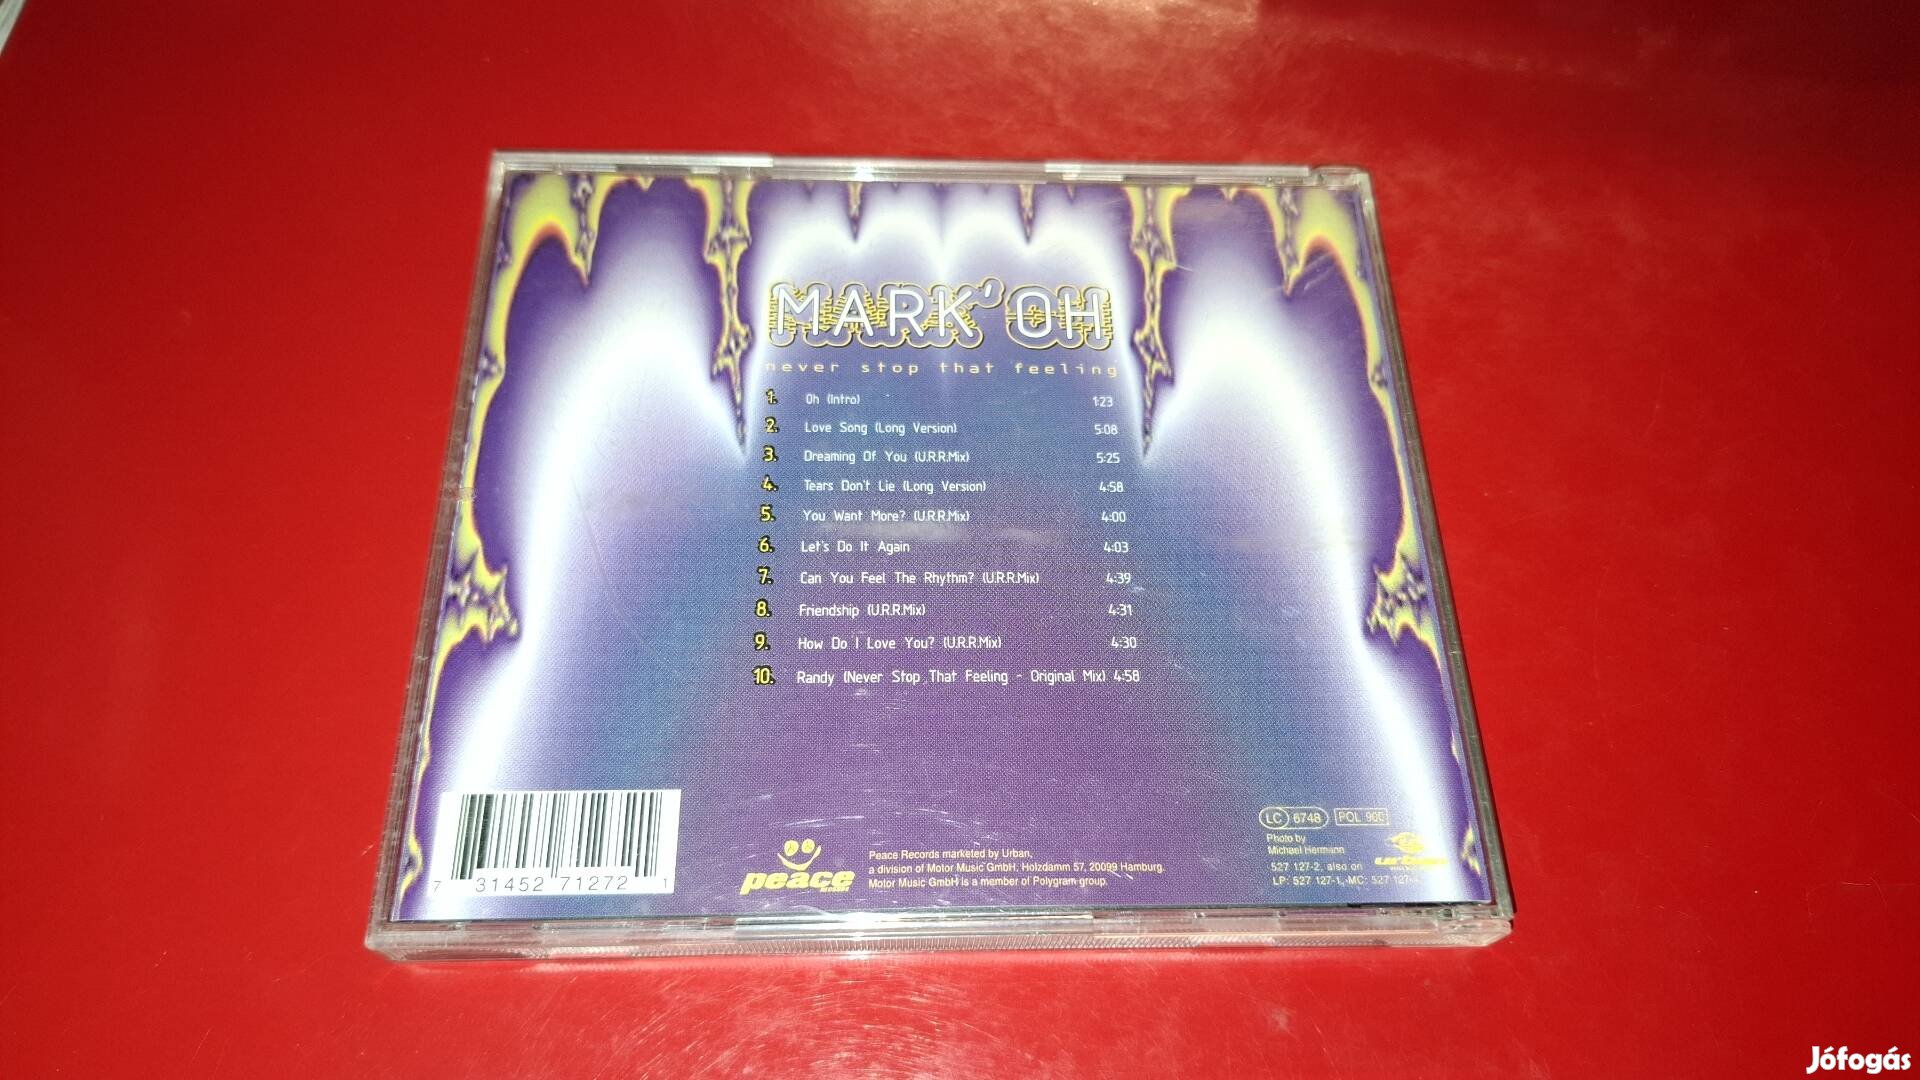 MARK'OH
never stop that feeling
1. Oh (Intro) 1:23
2. Love Song (Long Version) 5:08
3. Dreaming Of You (U.R.R.Mix) 5:25
4. Tears Don't Lie (Long Version) 4:58
5. You Want More? (U.R.R.Mix) 4:00
6. Let's Do It Again 4:03
7. Can You Feel The Rhythm? (U.R.R.Mix) 4:39
8. Friendship (U.R.R.Mix) 4:31
9. How Do I Love You? (U.R.R.Mix) 4:30
10. Randy (Never Stop That Feeling - Original Mix) 4:58
7 31452 71272 1
peace
records
Peace Records marketed by Urban,
a division of Motor Music GmbH, Holzdamm 57, 20099 Hamburg.
Motor Music GmbH is a member of Polygram group.
LC 6748 POL 900
Photo by
Michael Hermann
527 127-2, also on
LP: 527 127-1, MC: 527 127-4
urban
Jófogás